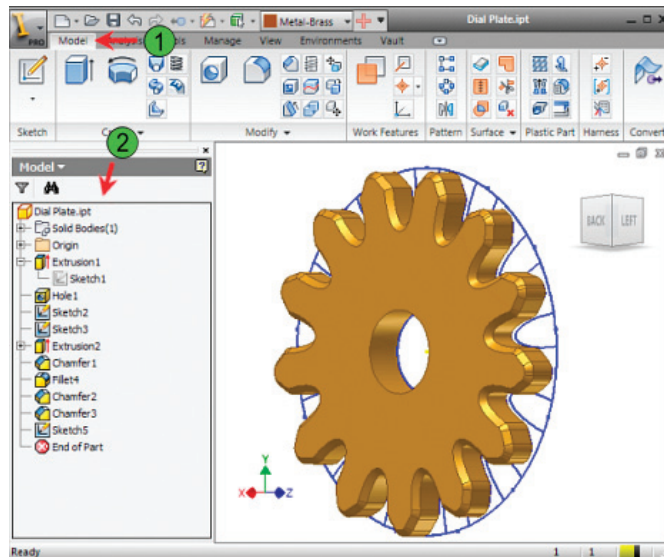 Metal-Brass
Dial Plate.ipt
PRO
Model
1
Manage
View
Environments
Vault
Sketch
Modify
Work Features
Pattern
Surface
Plastic Part
Harness
Convert
2
Model
Dial Plate.ipt
Solid Bodies(1)
Origin
Extrusion1
Sketch1
Hole1
Sketch2
Sketch3
Extrusion2
Chamfer1
Fillet4
Chamfer2
Chamfer3
Sketch5
End of Part
BACK
LEFT
Y
X
Z
Ready
1
1